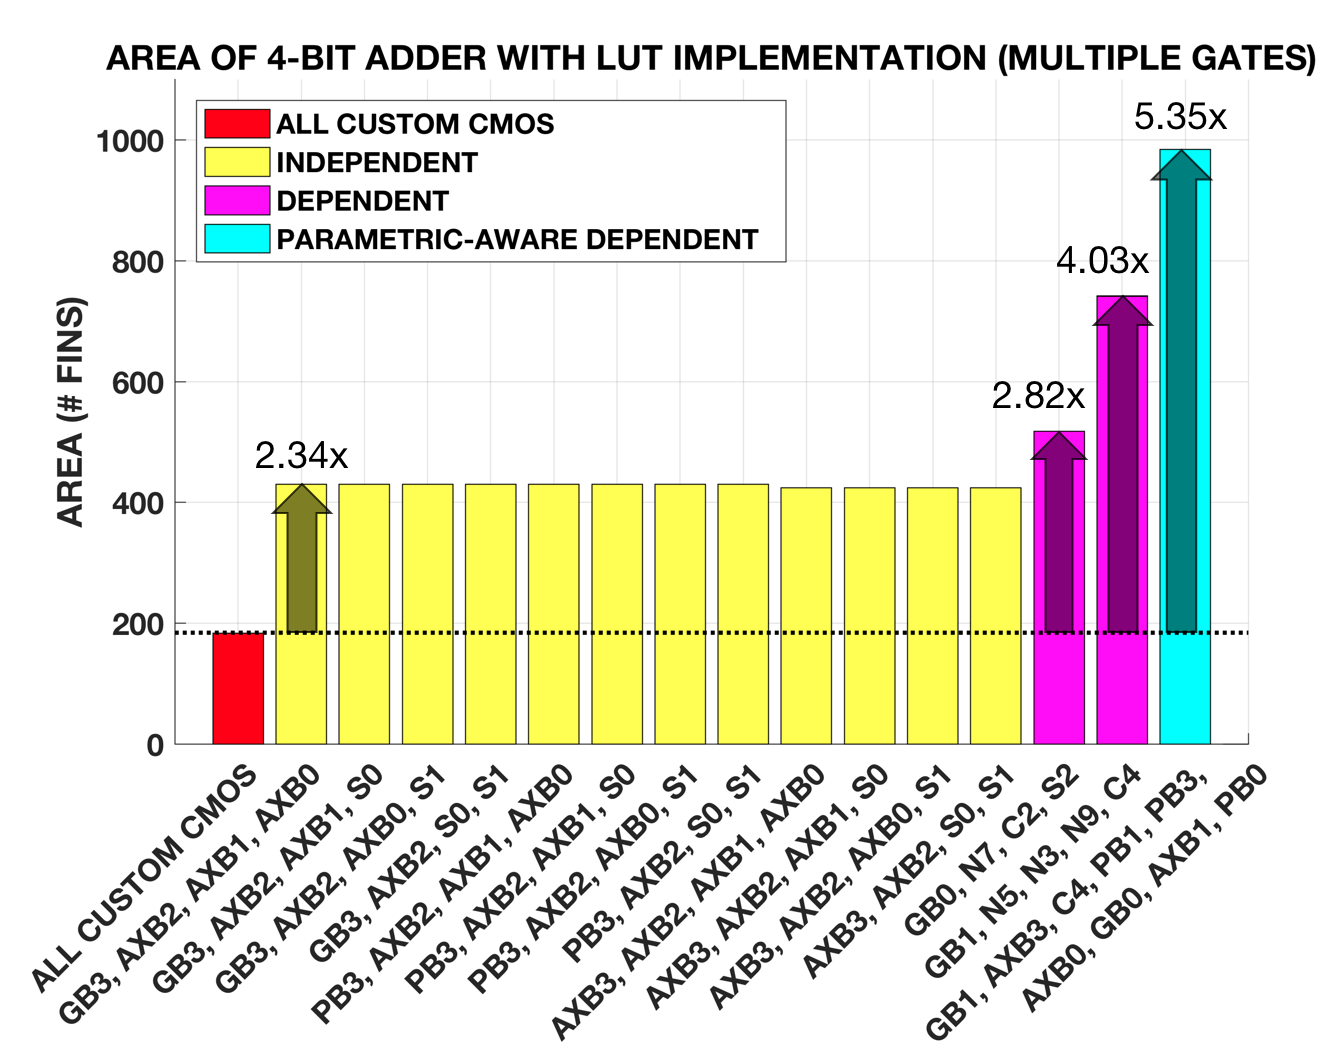 AREA OF 4-BIT ADDER WITH LUT IMPLEMENTATION (MULTIPLE GATES)
ALL CUSTOM CMOS
INDEPENDENT
DEPENDENT
PARAMETRIC-AWARE DEPENDENT
AREA (# FINS)
1000
800
600
400
200
0
2.34x
2.82x
4.03x
5.35x
ALL CUSTOM CMOS
GB3, AXB2, AXB1, AXB0
GB3, AXB2, AXB1, S0
GB3, AXB2, AXB0, S1
GB3, AXB2, S0, S1
PB3, AXB2, AXB1, AXB0
PB3, AXB2, AXB1, S0
PB3, AXB2, AXB0, S1
PB3, AXB2, S0, S1
AXB3, AXB2, AXB1, AXB0
AXB3, AXB2, AXB1, S0
AXB3, AXB2, AXB0, S1
AXB3, AXB2, S0, S1
GB0, N7, C2, S2
GB1, N5, N3, N9, C4
GB1, AXB3, C4, PB1, PB3,
AXB0, GB0, AXB1, PB0